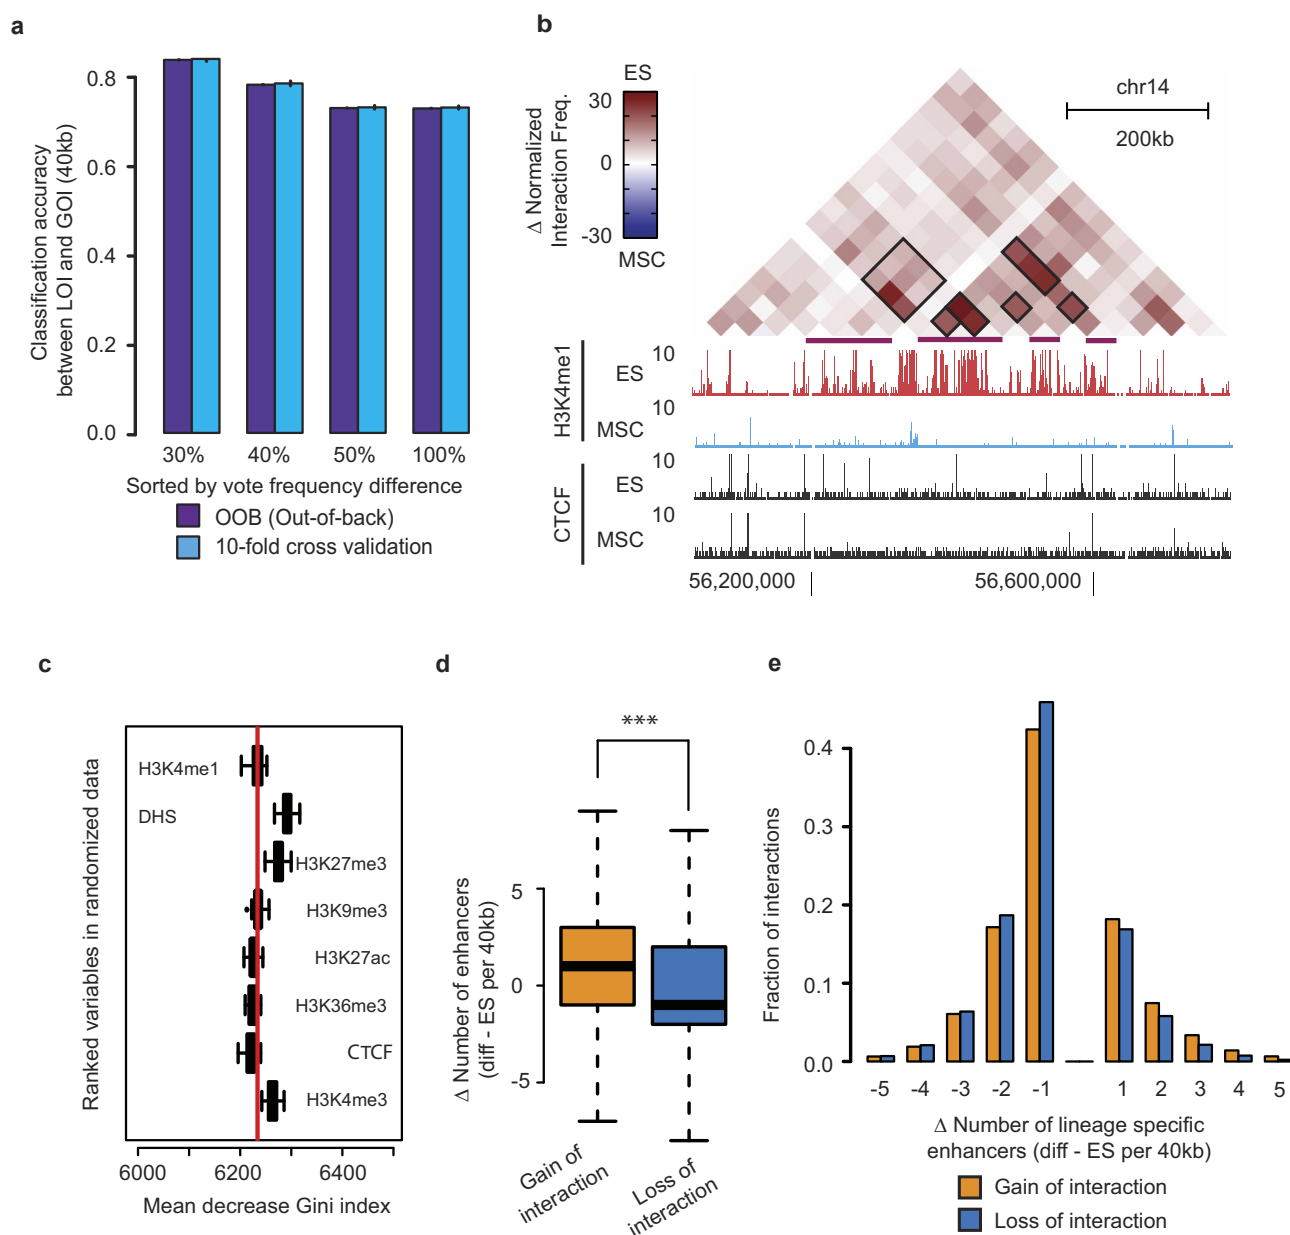 a
Classification accuracy
between LOI and GOI (40kb)
0.8
0.6
0.4
0.2
0.0
30%
40%
50%
100%
Sorted by vote frequency difference
OOB (Out-of-back)
10-fold cross validation
b
Δ Normalized
Interaction Freq.
ES
30
0
-30
MSC
chr14
200kb
H3K4me1
10
ES
10
MSC
CTCF
10
ES
10
MSC
56,200,000
56,600,000
c
Ranked variables in randomized data
H3K4me1
DHS
H3K27me3
H3K9me3
H3K27ac
H3K36me3
CTCF
H3K4me3
6000
6200
6400
Mean decrease Gini index
d
***
Δ Number of enhancers
(diff - ES per 40kb)
5
0
-5
Gain of
interaction
Loss of
interaction
e
Fraction of interactions
0.4
0.3
0.2
0.1
0.0
-5
-4
-3
-2
-1
1
2
3
4
5
Δ Number of lineage specific
enhancers (diff - ES per 40kb)
Gain of interaction
Loss of interaction